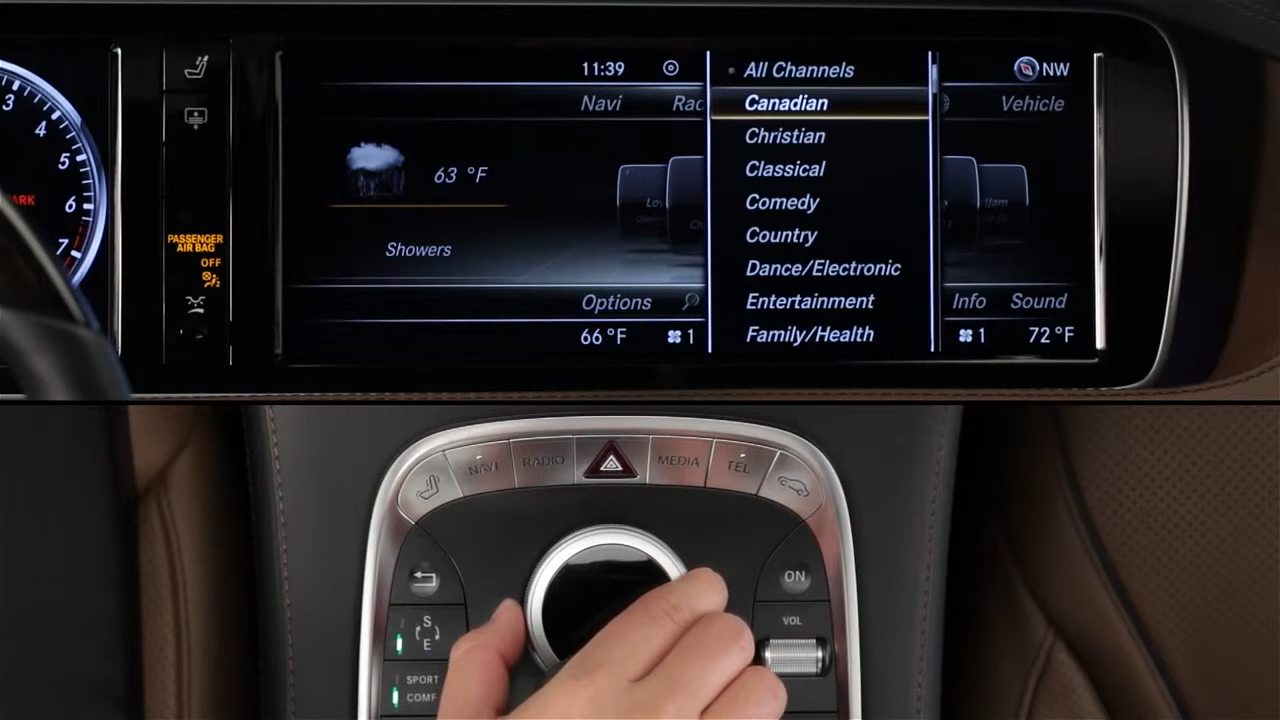 3
4
5
6
7
ARK
PASSENGER
AIR BAG
OFF
11:39
NW
Navi Rad Vehicle
63 °F
Showers
Options Info Sound
66°F 1 1 72°F
All Channels
Canadian
Christian
Classical
Comedy
Country
Dance/Electronic
Entertainment
Family/Health
NAVI RADIO MEDIA TEL
ON
S
E
VOL
SPORT
COMF